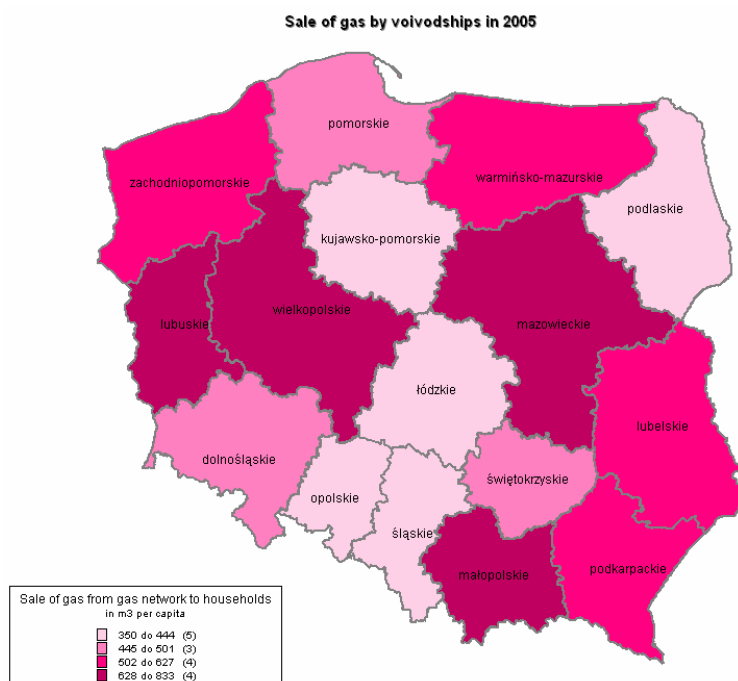 Sale of gas by voivodships in 2005
pomorskie
zachodniopomorskie
warmińsko-mazurskie
podlaskie
kujawsko-pomorskie
wielkopolskie
lubuskie
mazowieckie
łódzkie
lubelskie
dolnośląskie
świętokrzyskie
opolskie
śląskie
małopolskie
podkarpackie
Sale of gas from gas network to households
in m3 per capita
350 do 444 (5)
445 do 501 (3)
502 do 627 (4)
628 do 833 (4)